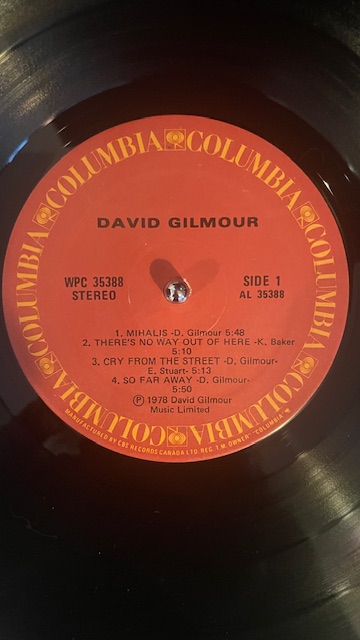 COLUMBIA COLUMBIA COLUMBIA COLUMBIA COLUMBIA COLUMBIA
DAVID GILMOUR
WPC 35388
STEREO
SIDE 1
AL 35388
1. MIHALIS -D. Gilmour 5:48
2. THERE'S NO WAY OUT OF HERE -K. Baker
5:10
3. CRY FROM THE STREET -D. Gilmour-
E. Stuart- 5:13
4. SO FAR AWAY -D. Gilmour-
5:50
Ⓟ 1978 David Gilmour
Music Limited
MANUFACTURED BY CBS RECORDS CANADA LTD. REG. T.M. OWNER "COLUMBIA"